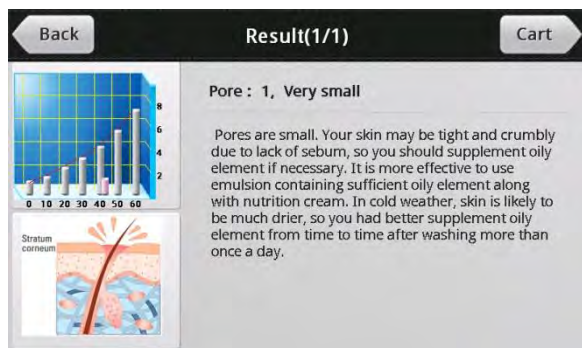 Back
Result(1/1)
Cart
8
6
4
2
0 10 20 30 40 50 60
Stratum
corneum
Pore : 1, Very small
Pores are small. Your skin may be tight and crumbly
due to lack of sebum, so you should supplement oily
element if necessary. It is more effective to use
emulsion containing sufficient oily element along
with nutrition cream. In cold weather, skin is likely to
be much drier, so you had better supplement oily
element from time to time after washing more than
once a day.